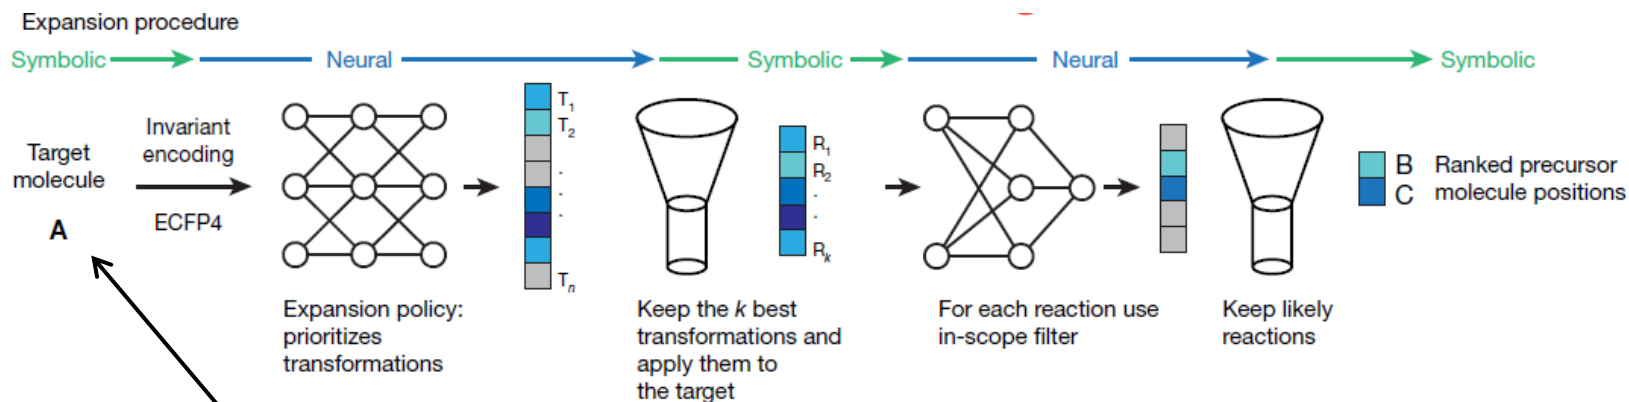 Expansion procedure
Symbolic Neural Symbolic Neural Symbolic
Target
molecule
A
Invariant
encoding
ECFP4
T1
T2
.
.
.
Tn
R1
R2
.
.
Rk
B Ranked precursor
C molecule positions
Expansion policy:
prioritizes
transformations
Keep the k best
transformations and
apply them to
the target
For each reaction use
in-scope filter
Keep likely
reactions